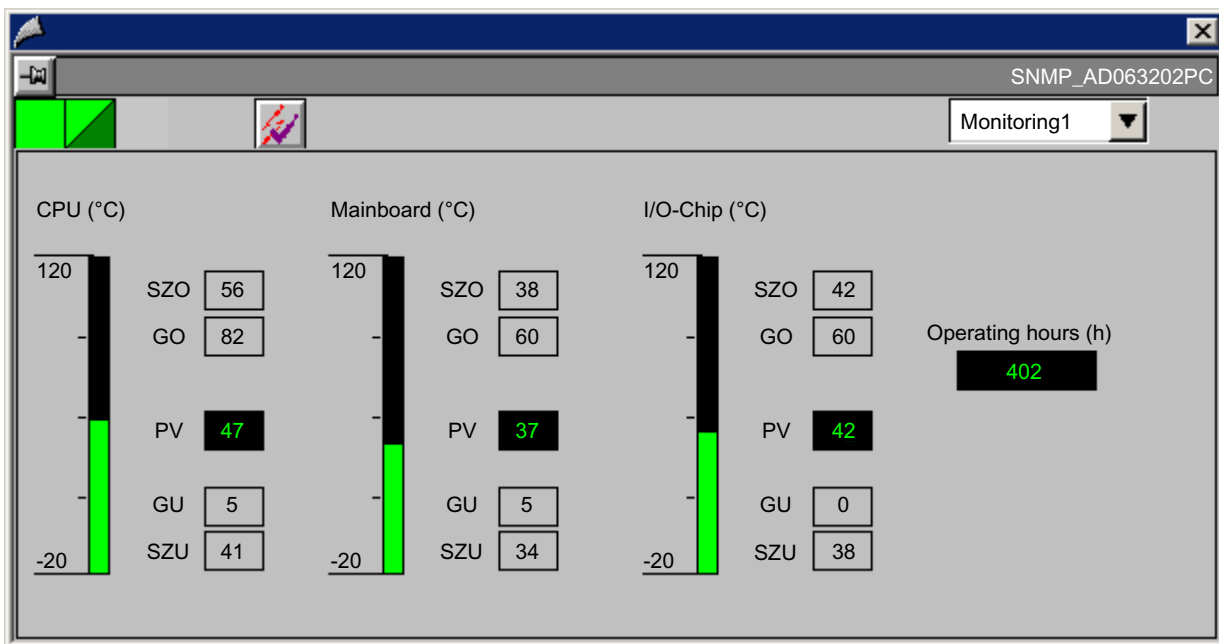 SNMP_AD063202PC
Monitoring1
CPU (°C)
120
SZO 56
GO 82
PV 47
GU 5
SZU 41
-20
Mainboard (°C)
120
SZO 38
GO 60
PV 37
GU 5
SZU 34
-20
I/O-Chip (°C)
120
SZO 42
GO 60
PV 42
GU 0
SZU 38
-20
Operating hours (h)
402